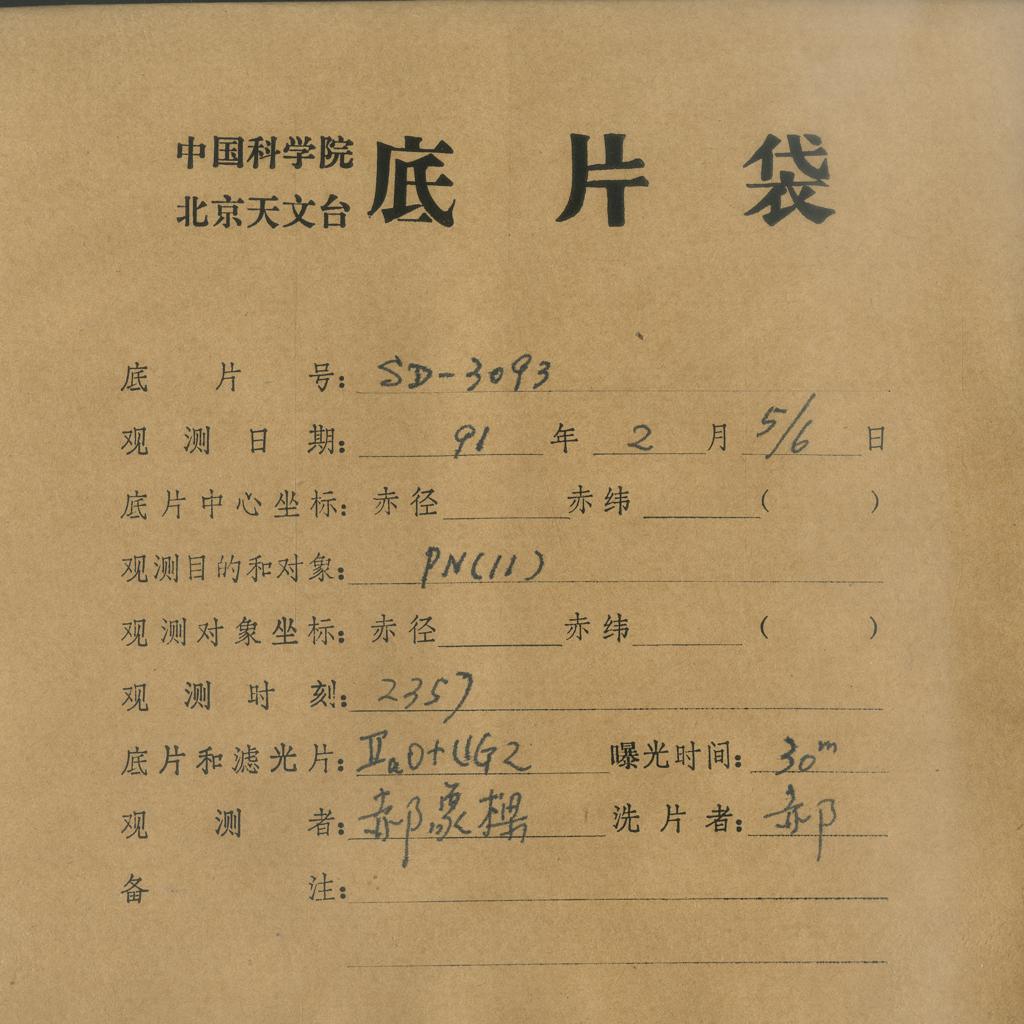 中国科学院
北京天文台
底片袋
底片号: SD-3093
观测日期: 91年2月5/6日
底片中心坐标: 赤径 赤纬 ( )
观测目的和对象: PN(11)
观测对象坐标: 赤径 赤纬 ( )
观测时刻: 2357
底片和滤光片: IIaO+UG2 曝光时间: 30m
观测者: 郝象樑 洗片者: 郝
备注: